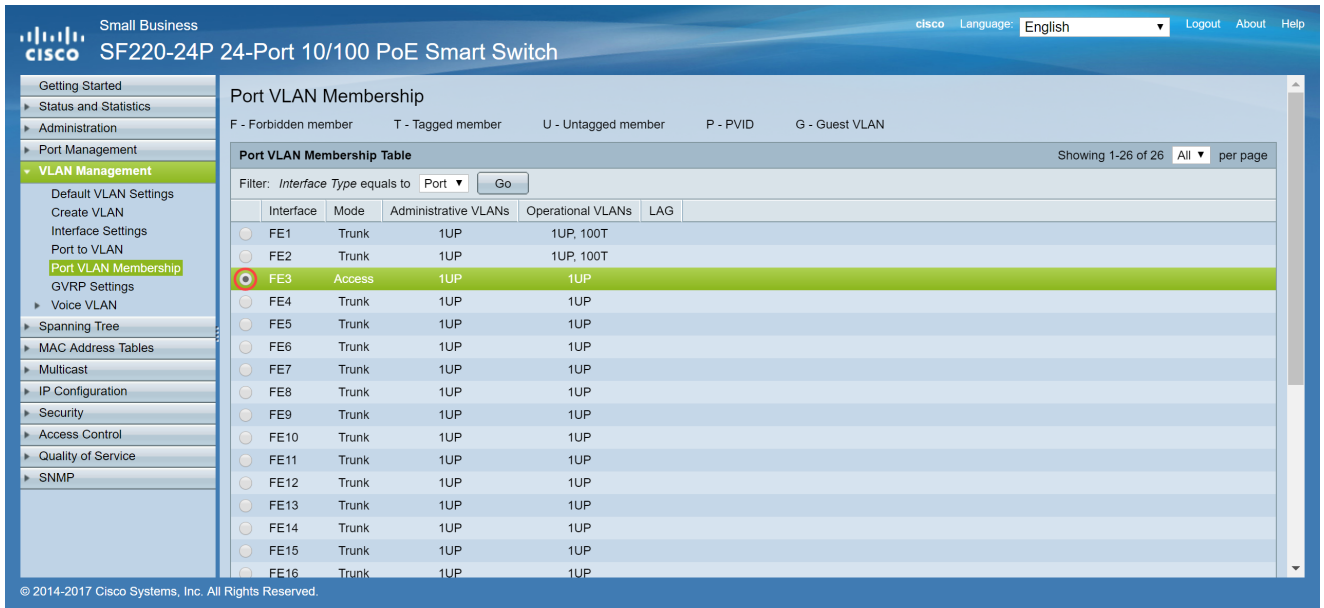 Small Business
cisco Language: English Logout About Help
CISCO SF220-24P 24-Port 10/100 PoE Smart Switch
Getting Started
Status and Statistics
Administration
Port Management
VLAN Management
Default VLAN Settings
Create VLAN
Interface Settings
Port to VLAN
Port VLAN Membership
GVRP Settings
Voice VLAN
Spanning Tree
MAC Address Tables
Multicast
IP Configuration
Security
Access Control
Quality of Service
SNMP
Port VLAN Membership
F - Forbidden member T - Tagged member U - Untagged member P - PVID G - Guest VLAN
Port VLAN Membership Table Showing 1-26 of 26 All per page
Filter: Interface Type equals to Port Go
Interface Mode Administrative VLANs Operational VLANs LAG
FE1 Trunk 1UP 1UP, 100T
FE2 Trunk 1UP 1UP, 100T
FE3 Access 1UP 1UP
FE4 Trunk 1UP 1UP
FE5 Trunk 1UP 1UP
FE6 Trunk 1UP 1UP
FE7 Trunk 1UP 1UP
FE8 Trunk 1UP 1UP
FE9 Trunk 1UP 1UP
FE10 Trunk 1UP 1UP
FE11 Trunk 1UP 1UP
FE12 Trunk 1UP 1UP
FE13 Trunk 1UP 1UP
FE14 Trunk 1UP 1UP
FE15 Trunk 1UP 1UP
FE16 Trunk 1UP 1UP
© 2014-2017 Cisco Systems, Inc. All Rights Reserved.